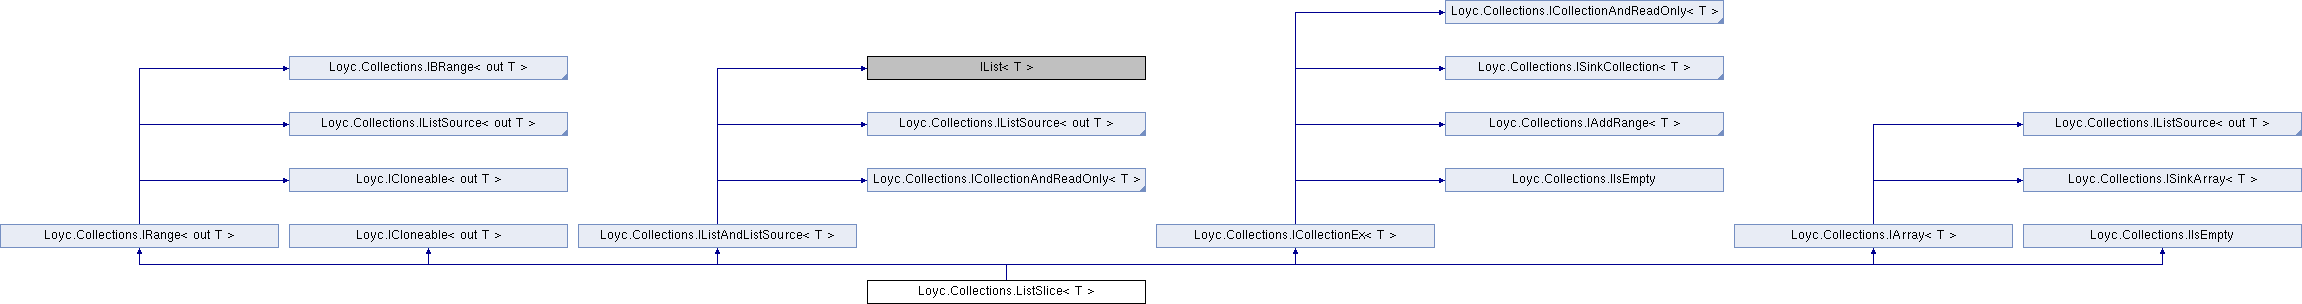 Loyc.Collections.ICollectionAndReadOnly< T >
Loyc.Collections.IBRange< out T >
IList< T >
Loyc.Collections.ISinkCollection< T >
Loyc.Collections.IListSource< out T >
Loyc.Collections.IListSource< out T >
Loyc.Collections.IAddRange< T >
Loyc.Collections.IListSource< out T >
Loyc.ICloneable< out T >
Loyc.Collections.ICollectionAndReadOnly< T >
Loyc.Collections.IIsEmpty
Loyc.Collections.ISinkArray< T >
Loyc.Collections.IRange< out T >
Loyc.ICloneable< out T >
Loyc.Collections.IListAndListSource< T >
Loyc.Collections.ICollectionEx< T >
Loyc.Collections.IArray< T >
Loyc.Collections.IIsEmpty
Loyc.Collections.ListSlice< T >